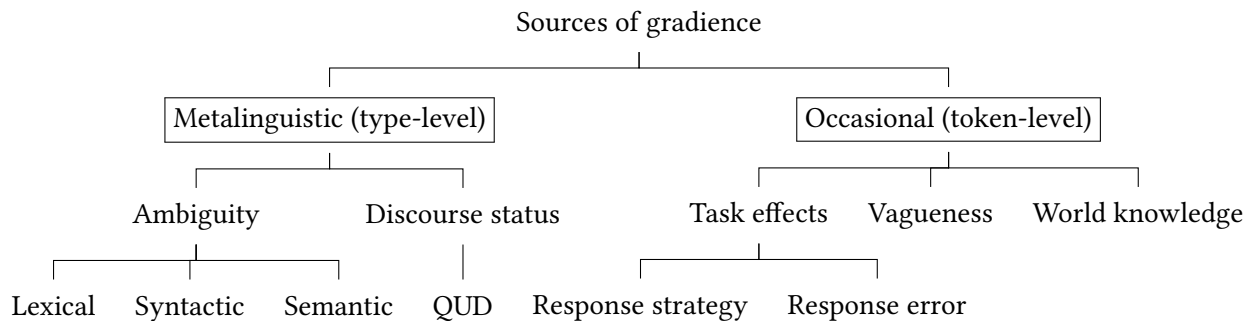 Sources of gradience
Metalinguistic (type-level) Occasional (token-level)
Ambiguity Discourse status Task effects Vagueness World knowledge
Lexical Syntactic Semantic QUD Response strategy Response error